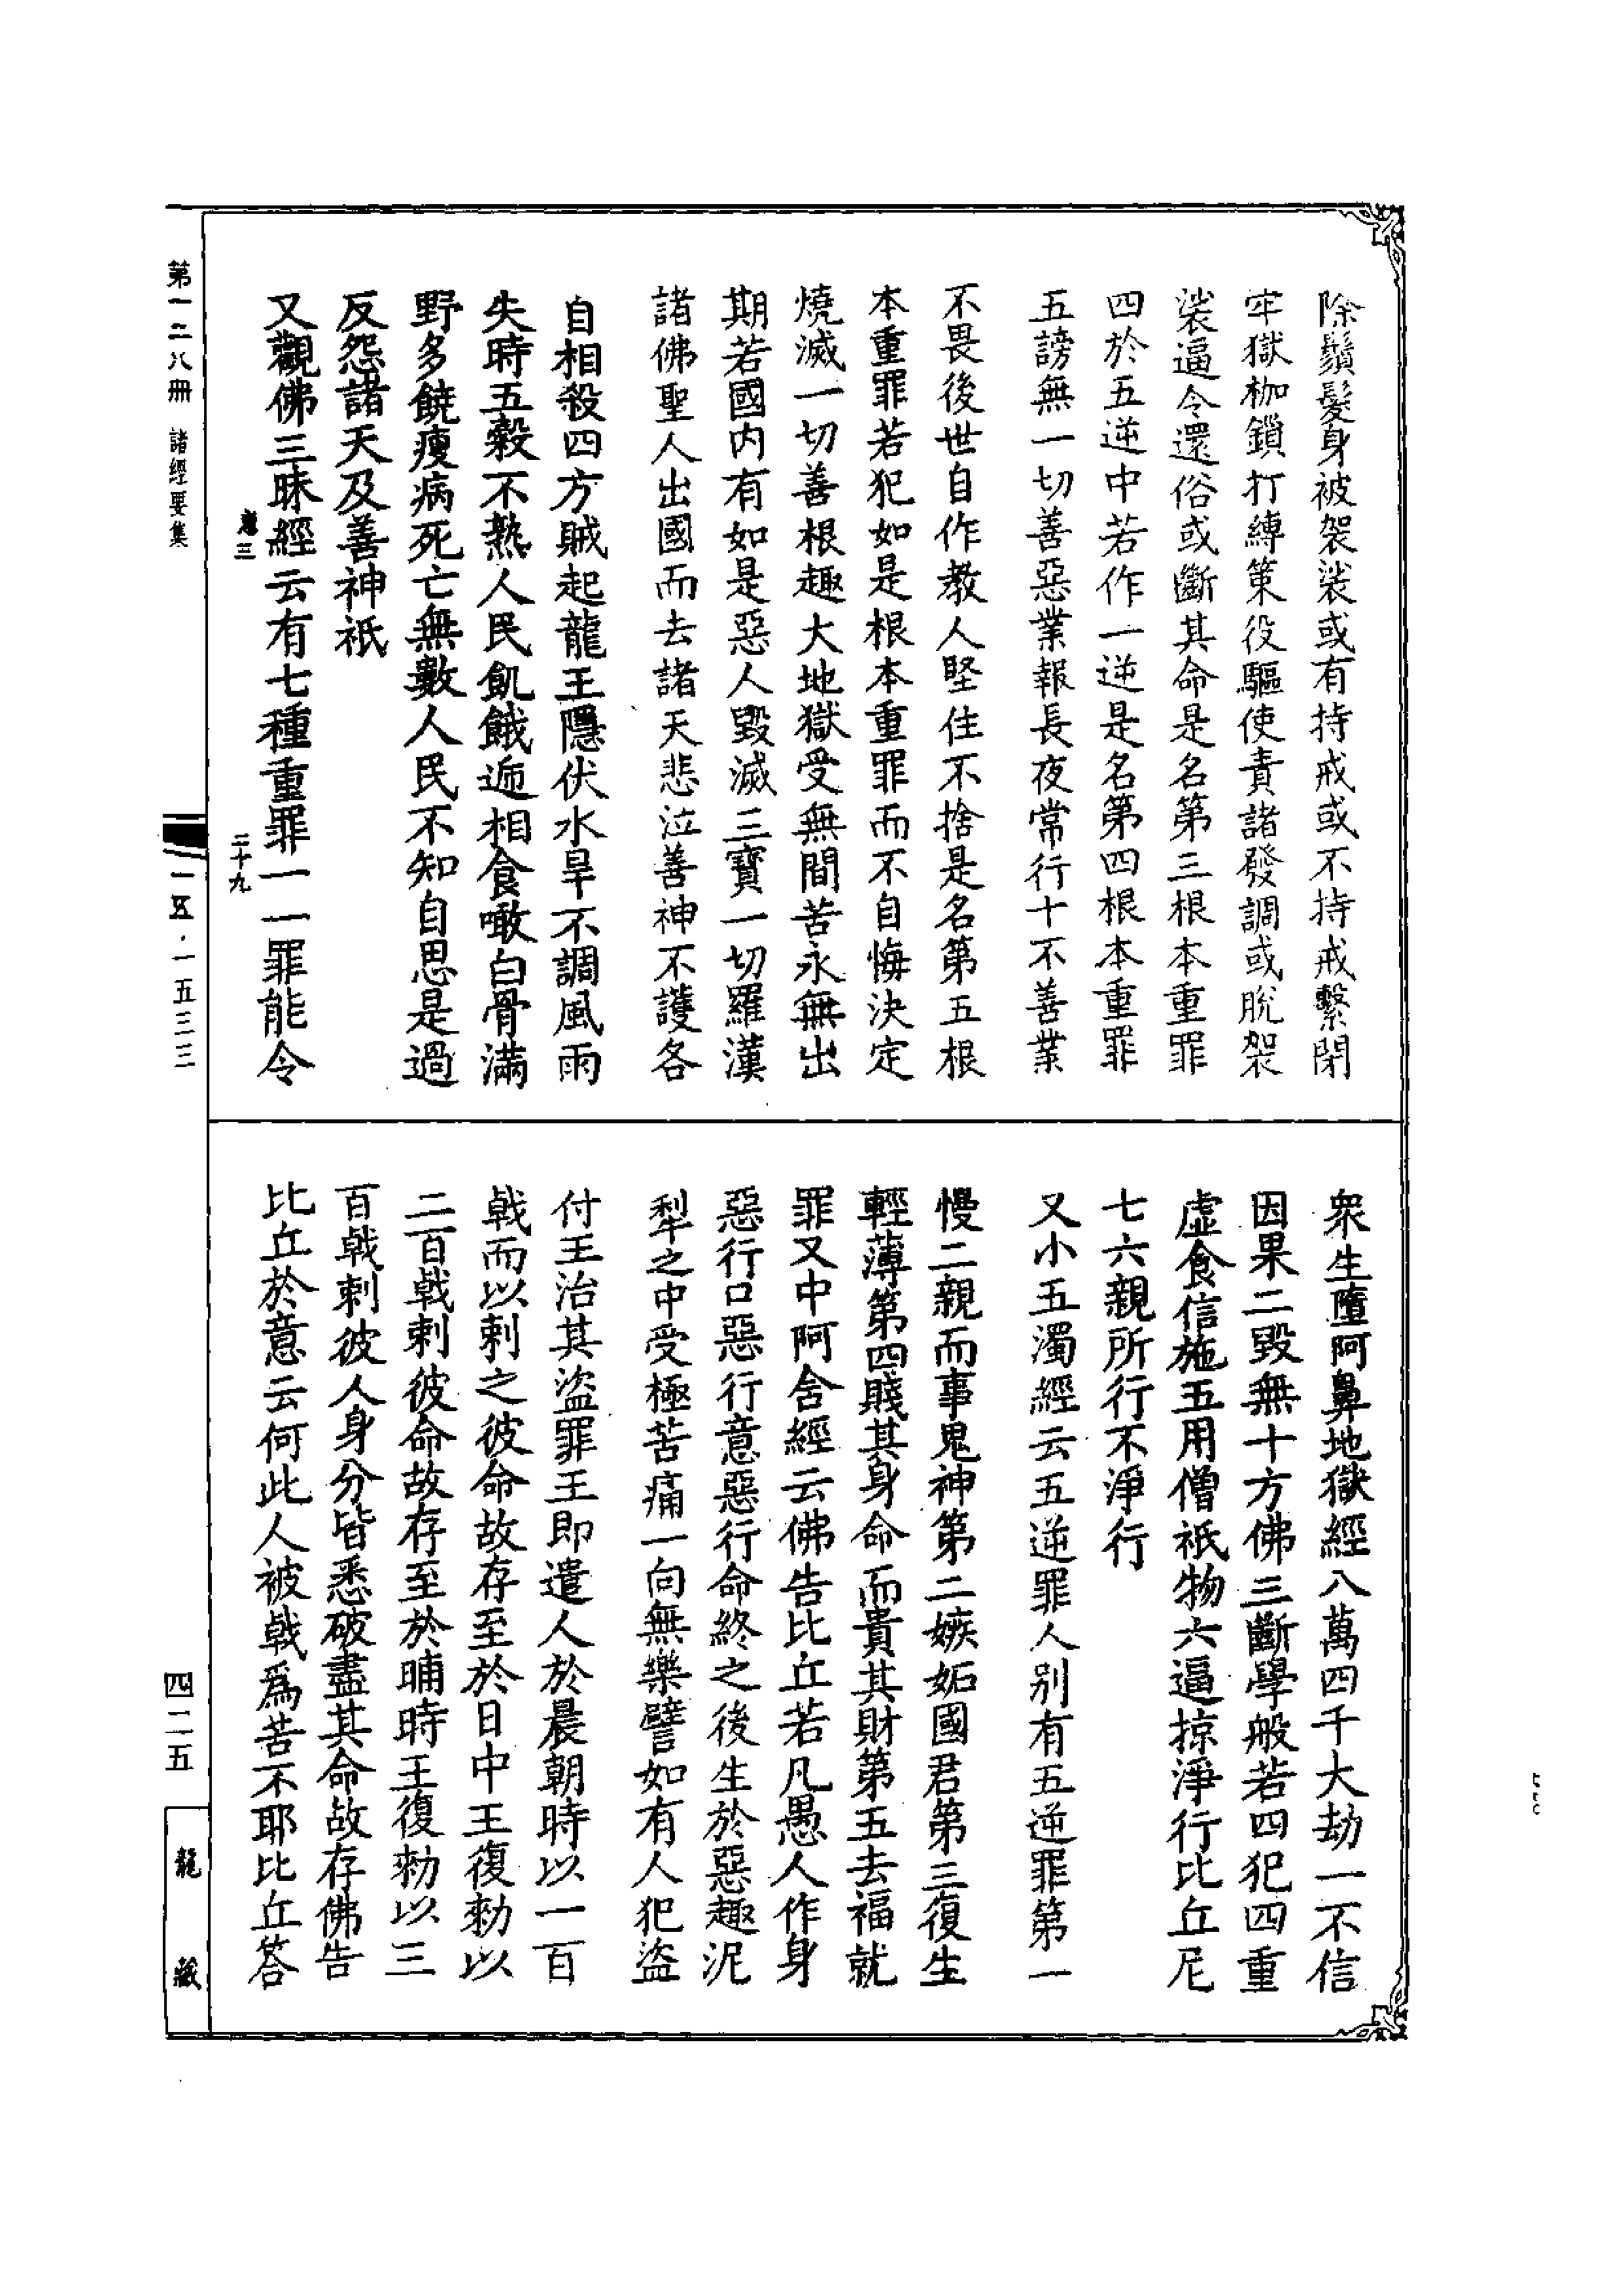 除鬚髮身被袈裟或有持戒或不持戒繫閉
牢獄枷鎖打縛策役驅使責諸發調或脫袈
裟逼令還俗或斷其命是名第三根本重罪
四於五逆中若作一逆是名第四根本重罪
五謗無一切善惡業報長夜常行十不善業
不畏後世自作教人堅住不捨是名第五根
本重罪若犯如是根本重罪而不自悔決定
燒滅一切善根趣大地獄受無間苦永無出
期若國内有如是惡人毀滅三寶一切羅漢
諸佛聖人出國而去諸天悲泣善神不護各
自相殺四方賊起龍王隱伏水旱不調風雨
失時五穀不熟人民飢餓逓相食噉白骨滿
野多饒瘦病死亡無數人民不知自思是過
反怨諸天及善神祇
又觀佛三昧經云有七種重罪一一罪能令
衆生墮阿鼻地獄經八萬四千大劫一不信
因果二毀無十方佛三斷學般若四犯四重
虛食信施五用僧祇物六逼掠淨行比丘尼
七六親所行不淨行
又小五濁經云五逆罪人别有五逆罪第一
慢二親而事鬼神第二嫉妬國君第三復生
輕薄第四賤其身命而貴其財第五去福就
罪又中阿含經云佛告比丘若凡愚人作身
惡行口惡行意惡行命終之後生於惡趣泥
犁之中受極苦痛一向無樂譬如有人犯盜
付王治其盜罪王即遣人於晨朝時以一百
戟而以刺之彼命故存至於日中王復勑以
二百戟刺彼命故存至於晡時王復勑以三
百戟刺彼人身分皆悉破盡其命故存佛告
比丘於意云何此人被戟爲苦不耶比丘答
三
二十九
第一二八冊 諸經要集
一五·一五三三
四二五
龍藏